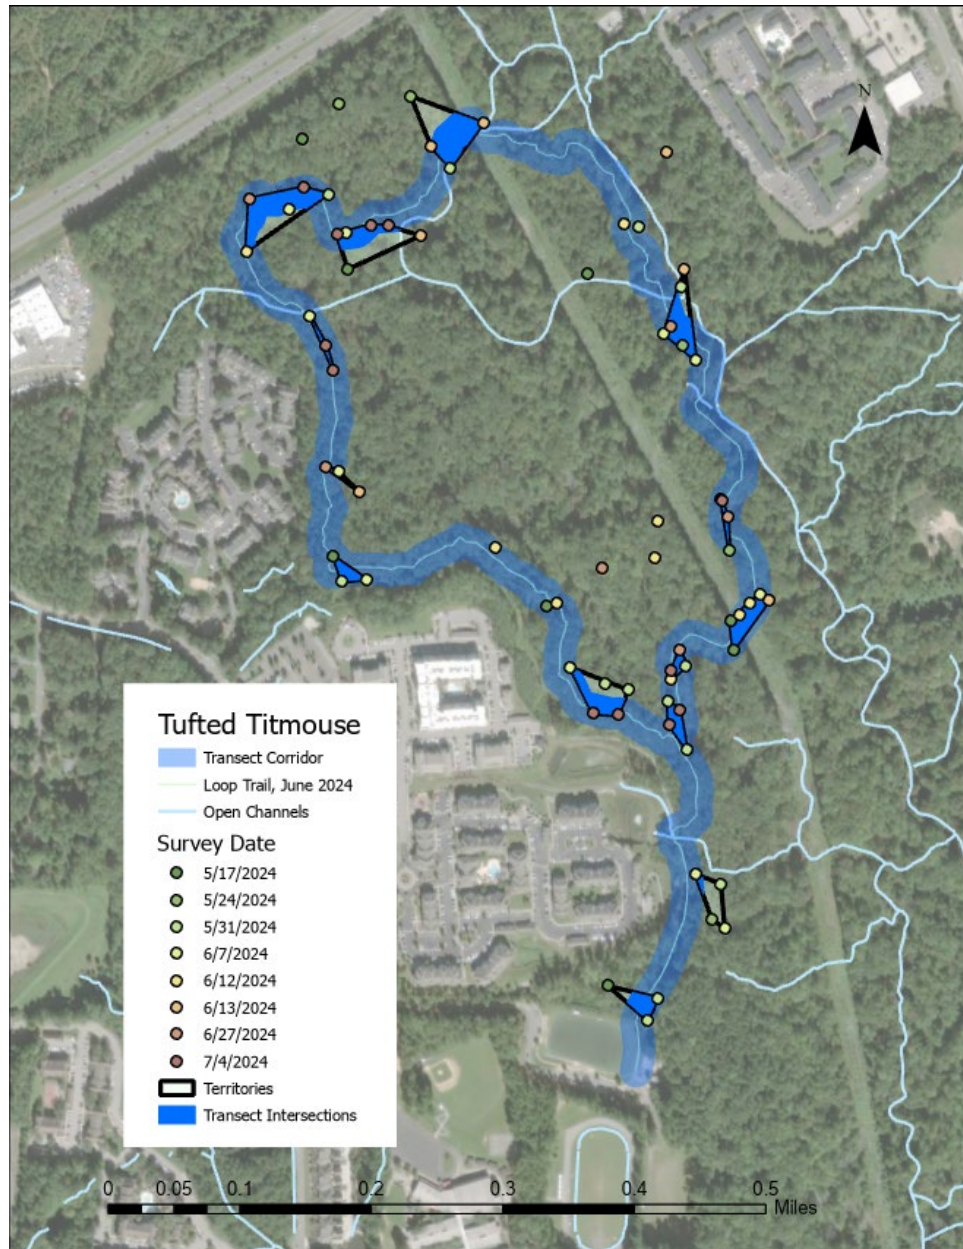 N
Tufted Titmouse
Transect Corridor
Loop Trail, June 2024
Open Channels
Survey Date
5/17/2024
5/24/2024
5/31/2024
6/7/2024
6/12/2024
6/13/2024
6/27/2024
7/4/2024
Territories
Transect Intersections
0 0.05 0.1 0.2 0.3 0.4 0.5
Miles